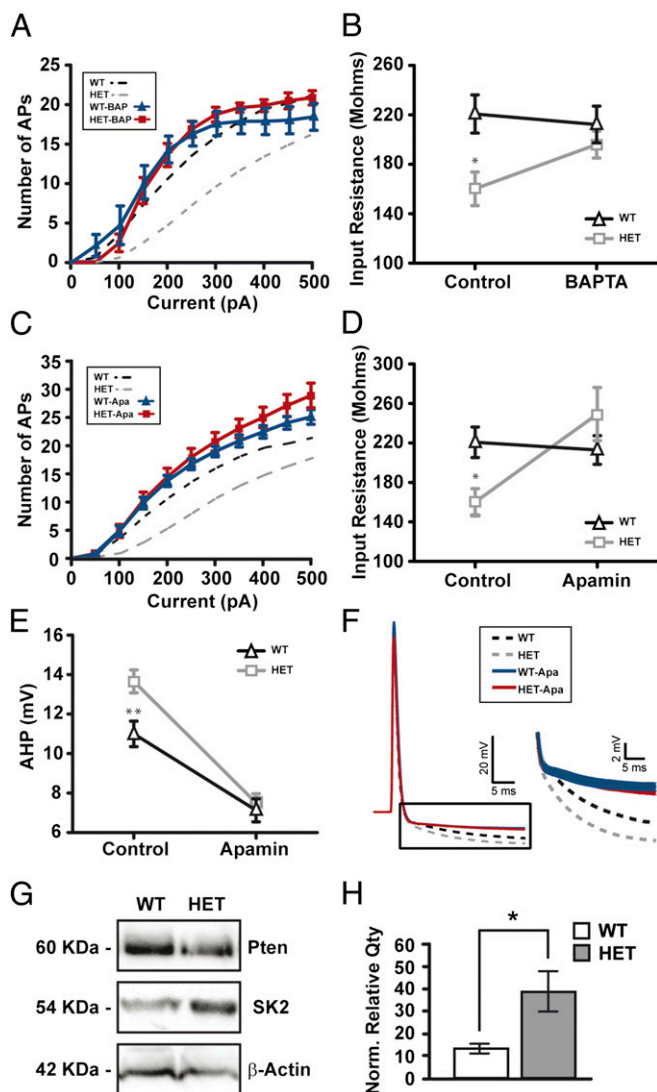 A
Number of APs
25
20
15
10
5
0
WT
HET
WT-BAP
HET-BAP
0 100 200 300 400 500
Current (pA)
B
Input Resistance (Mohms)
260
220
180
140
100
*
WT
HET
Control BAPTA
C
Number of APs
35
30
25
20
15
10
5
0
WT
HET
WT-Apa
HET-Apa
0 100 200 300 400 500
Current (pA)
D
Input Resistance (Mohms)
300
260
220
180
140
100
*
WT
HET
Control Apamin
E
AHP (mV)
16
14
12
10
8
6
**
WT
HET
Control Apamin
F
WT
HET
WT-Apa
HET-Apa
20 mV
5 ms
2 mV
5 ms
G
WT HET
60 KDa - Pten
54 KDa - SK2
42 KDa - β-Actin
H
Norm. Relative Qty
60
50
40
30
20
10
0
*
WT
HET